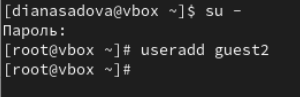 [dianasadova@vbox ~]$ su -
Пароль:
[root@vbox ~]# useradd guest2
[root@vbox ~]#